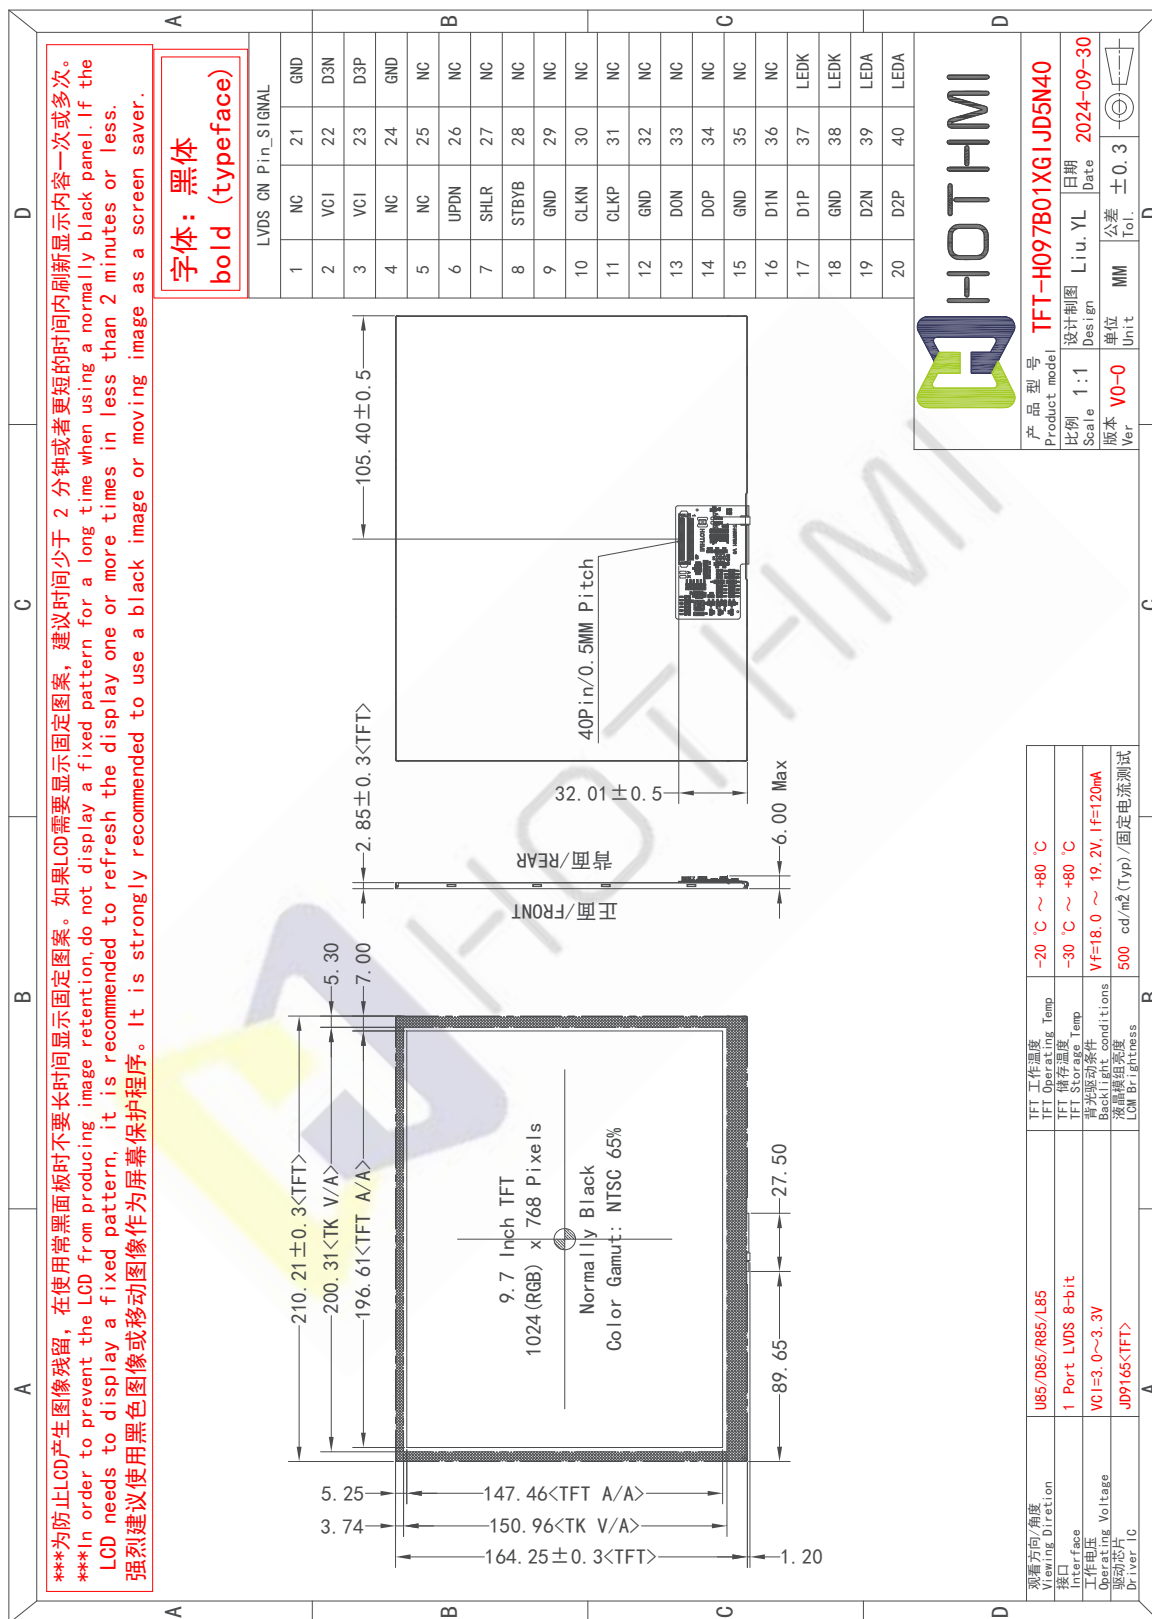 ***为防止LCD产生图像残留，在使用常黑面板时不要长时间显示固定图案。如果LCD需要显示固定图案，建议时间少于 2 分钟或者更短的时间内刷新显示内容一次或多次。
***In order to prevent the LCD from producing image retention,do not display a fixed pattern for a long time when using a normally black panel.If the
LCD needs to display a fixed pattern, it is recommended to refresh the display one or more times in less than 2 minutes or less.
强烈建议使用黑色图像或移动图像作为屏幕保护程序。It is strongly recommended to use a black image or moving image as a screen saver.
字体：黑体
bold (typeface)
LVDS CN Pin_SIGNAL
1 NC 21 GND
2 VCI 22 D3N
3 VCI 23 D3P
4 NC 24 GND
5 NC 25 NC
6 UPDN 26 NC
7 SHLR 27 NC
8 STBYB 28 NC
9 GND 29 NC
10 CLKN 30 NC
11 CLKP 31 NC
12 GND 32 NC
13 D0N 33 NC
14 D0P 34 NC
15 GND 35 NC
16 D1N 36 NC
17 D1P 37 LEDK
18 GND 38 LEDK
19 D2N 39 LEDA
20 D2P 40 LEDA
A B C D
A B C D
A B C D
A B C D
210.21±0.3<TFT>
200.31<TK V/A>
5.30
196.61<TFT A/A>
7.00
5.25
3.74
147.46<TFT A/A>
150.96<TK V/A>
164.25±0.3<TFT>
1.20
9.7 Inch TFT
1024(RGB) x 768 Pixels
Normally Black
Color Gamut: NTSC 65%
89.65
27.50
2.85±0.3<TFT>
正面/FRONT
背面/REAR
6.00 Max
105.40±0.5
40Pin/0.5MM Pitch
32.01±0.5
HOTHMI
观看方向/角度
Viewing Diretion
U85/D85/R85/L85
接口
Interface
1 Port LVDS 8-bit
工作电压
Operating Voltage
VCI=3.0～3.3V
驱动芯片
Driver IC
JD9165<TFT>
TFT 工作温度
TFT Operating Temp
-20 ℃ ～ +80 ℃
TFT 储存温度
TFT Storage Temp
-30 ℃ ～ +80 ℃
背光驱动条件
Backlight conditions
Vf=18.0 ～ 19.2V,If=120mA
液晶模组亮度
LCM Brightness
500 cd/m2(Typ)/固定电流测试
HOTHMI
产品型号
Product model
TFT-H097B01XGIJD5N40
比例
Scale
1:1
设计制图
Design
Liu.YL
日期
Date
2024-09-30
版本
Ver
V0-0
单位
Unit
MM
公差
Tol.
±0.3